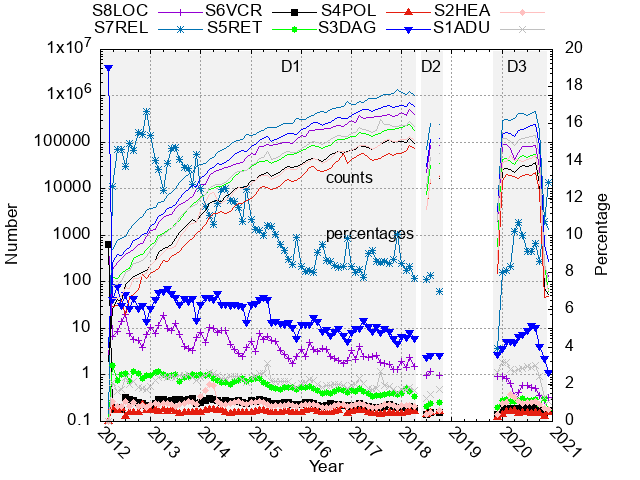 S8LOC S6VCR S4POL S2HEA
S7REL S5RET S3DAG S1ADU
1x10^7 20
1x10^6 18
100000 16
10000 14
1000 12
100 10
10 8
1 6
0.1 4
2
0
D1 D2 D3
counts
percentages
Number
Percentage
2012 2013 2014 2015 2016 2017 2018 2019 2020 2021
Year